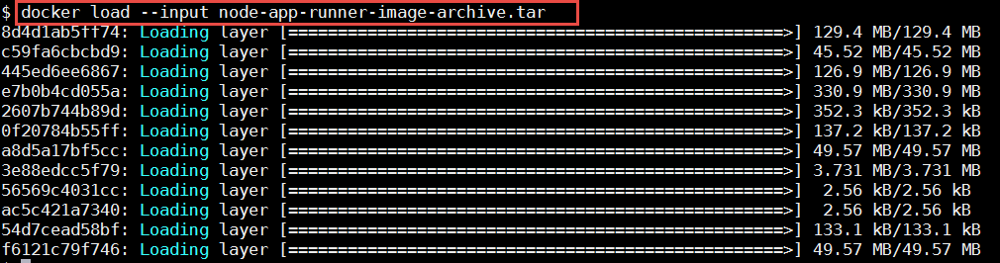 $ docker load --input node-app-runner-image-archive.tar
8d4d1ab5ff74: Loading layer [==================================================>] 129.4 MB/129.4 MB
c59fa6cbcbd9: Loading layer [==================================================>] 45.52 MB/45.52 MB
445ed6ee6867: Loading layer [==================================================>] 126.9 MB/126.9 MB
e7b0b4cd055a: Loading layer [==================================================>] 330.9 MB/330.9 MB
2607b744b89d: Loading layer [==================================================>] 352.3 kB/352.3 kB
0f20784b55ff: Loading layer [==================================================>] 137.2 kB/137.2 kB
a8d5a17bf5cc: Loading layer [==================================================>] 49.57 MB/49.57 MB
3e88edcc5f79: Loading layer [==================================================>] 3.731 MB/3.731 MB
56569c4031cc: Loading layer [==================================================>]  2.56 kB/2.56 kB
ac5c421a7340: Loading layer [==================================================>]  2.56 kB/2.56 kB
54d7cead58bf: Loading layer [==================================================>] 133.1 kB/133.1 kB
f6121c79f746: Loading layer [==================================================>] 49.57 MB/49.57 MB